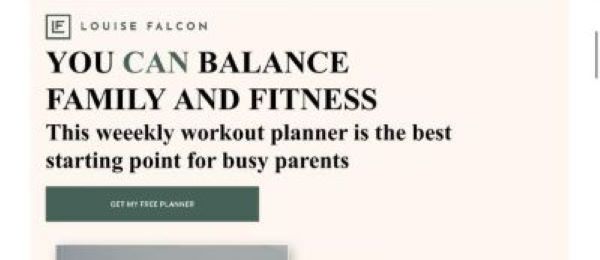 LF LOUISE FALCON
YOU CAN BALANCE
FAMILY AND FITNESS
This weeekly workout planner is the best
starting point for busy parents
GET MY FREE PLANNER